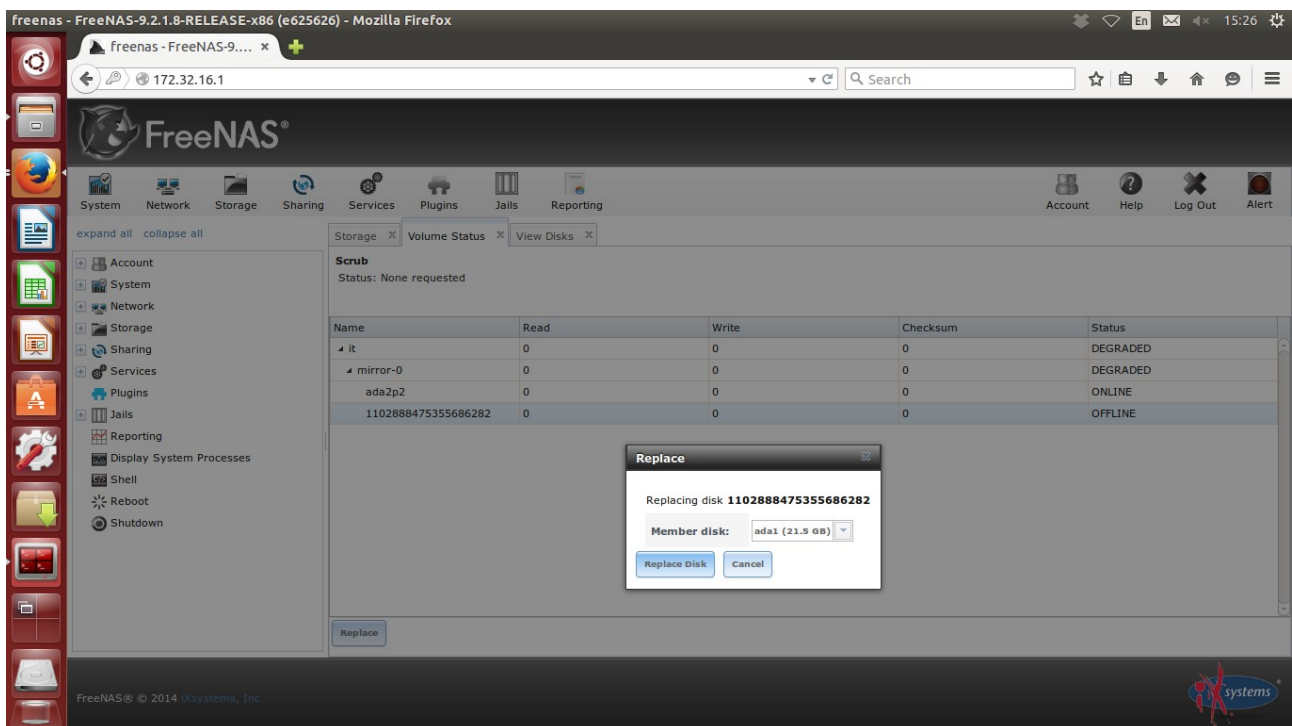 freenas - FreeNAS-9.2.1.8-RELEASE-x86 (e625626) - Mozilla Firefox
En
15:26
freenas - FreeNAS-9.... ×
172.32.16.1
Search
FreeNAS®
System Network Storage Sharing Services Plugins Jails Reporting Account Help Log Out Alert
expand all collapse all
Storage X Volume Status X View Disks X
Account
System
Network
Storage
Sharing
Services
Plugins
Jails
Reporting
Display System Processes
Shell
Reboot
Shutdown
Scrub
Status: None requested
Name Read Write Checksum Status
it 0 0 0 DEGRADED
mirror-0 0 0 0 DEGRADED
ada2p2 0 0 0 ONLINE
1102888475355686282 0 0 0 OFFLINE
Replace
Replacing disk 1102888475355686282
Member disk: ada1 (21.5 GB)
Replace Disk Cancel
Replace
FreeNAS® © 2014 iXsystems, Inc.
iXsystems